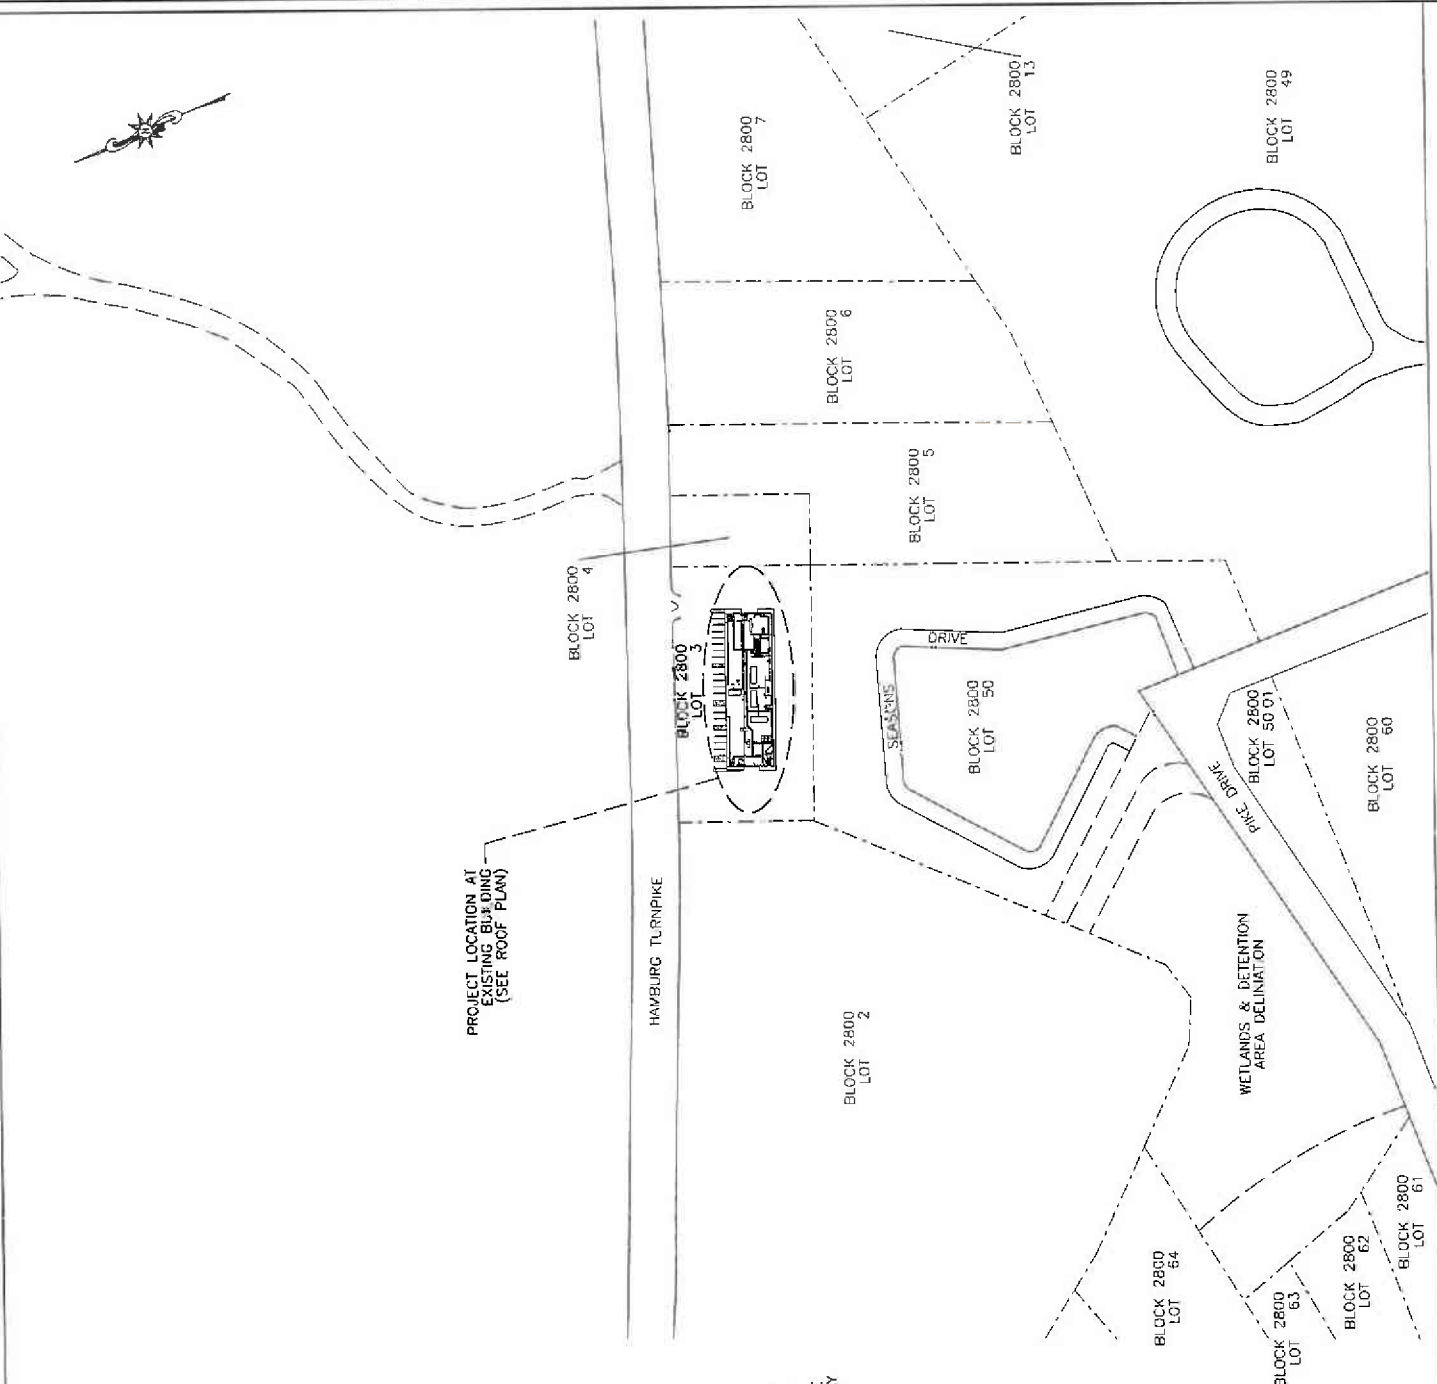 BLOCK 2800
LOT 7
BLOCK 2800
LOT 13
BLOCK 2800
LOT 49
BLOCK 2800
LOT 6
BLOCK 2800
LOT 5
BLOCK 2800
LOT 4
BLOCK 2800
LOT 3
SEASONS
DRIVE
BLOCK 2800
LOT 50
BLOCK 2800
LOT 50 01
BLOCK 2800
LOT 60
PIKE DRIVE
PROJECT LOCATION AT
EXISTING BUILDING
(SEE ROOF PLAN)
HAMBURG TURNPIKE
BLOCK 2800
LOT 2
WETLANDS & DETENTION
AREA DELINIATION
BLOCK 2800
LOT 64
BLOCK 2800
LOT 63
BLOCK 2800
LOT 62
BLOCK 2800
LOT 61